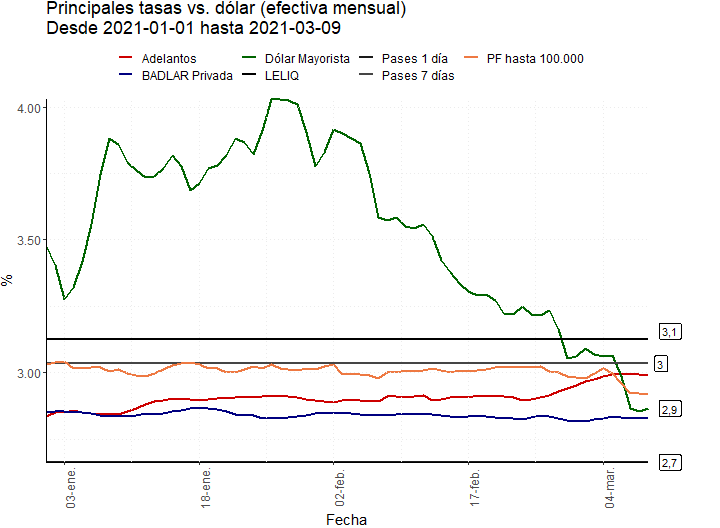 Principales tasas vs. dólar (efectiva mensual)
Desde 2021-01-01 hasta 2021-03-09
Adelantos Dólar Mayorista Pases 1 día PF hasta 100.000
BADLAR Privada LELIQ Pases 7 días
4.00
3.50
3.00
%
3,1
3
2,9
2,7
03-ene.
18-ene.
02-feb.
17-feb.
04-mar.
Fecha